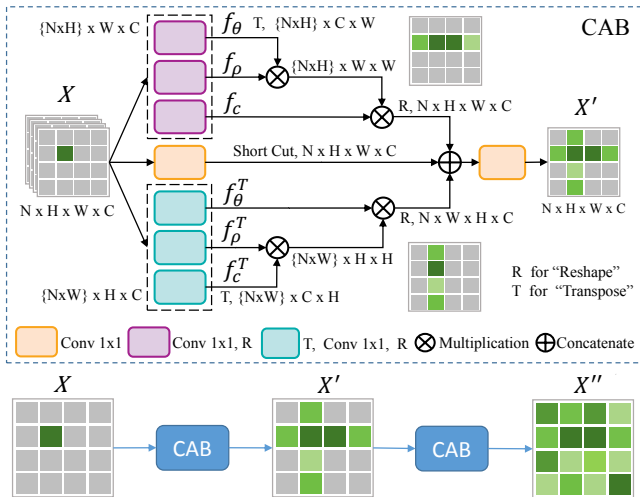 CAB
{NxH} x W x C
f_θ
T, {NxH} x C x W
f_ρ
{NxH} x W x W
X
f_c
R, N x H x W x C
X'
Short Cut, N x H x W x C
N x H x W x C
f_θ^T
R, N x W x H x C
N x H x W x C
f_ρ^T
{NxW} x H x H
f_c^T
{NxW} x H x C
T, {NxW} x C x H
R for “Reshape”
T for “Transpose”
Conv 1x1
Conv 1x1, R
T, Conv 1x1, R
Multiplication
Concatenate
X
X'
X''
CAB
CAB